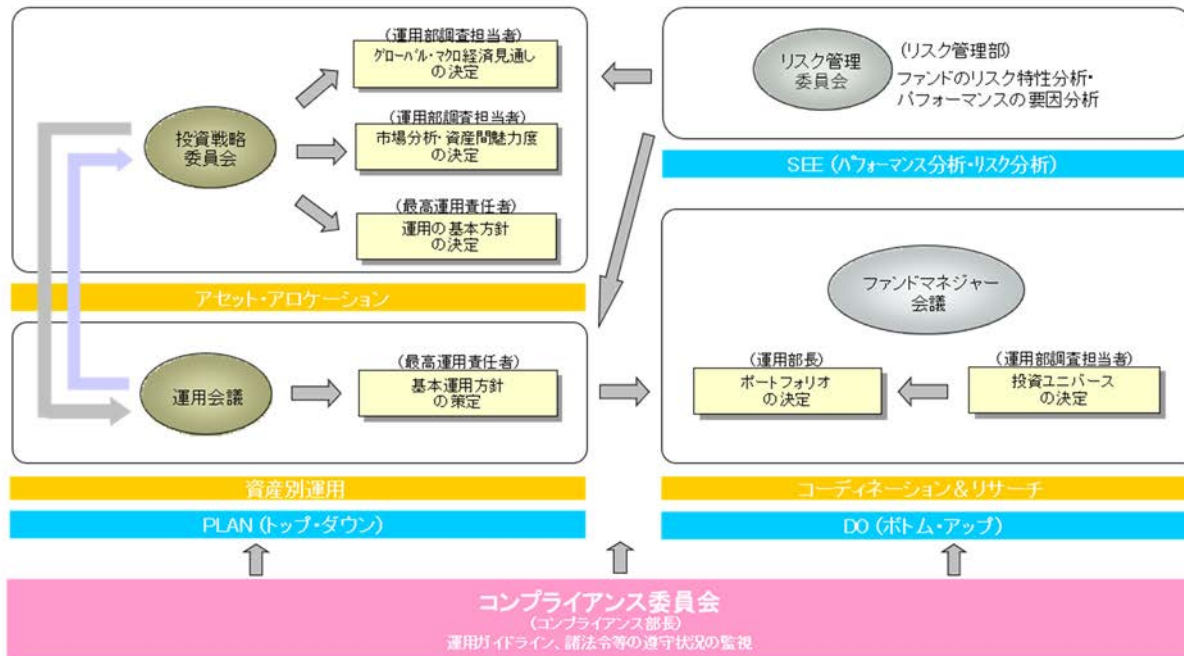 (運用部調査担当者)
グローバル・マクロ経済見通し
の決定
投資戦略
委員会
(運用部調査担当者)
市場分析・資産間魅力度
の決定
(最高運用責任者)
運用の基本方針
の決定
アセット・アロケーション
運用会議
(最高運用責任者)
基本運用方針
の策定
資産別運用
PLAN (トップ・ダウン)
リスク管理
委員会
(リスク管理部)
ファンドのリスク特性分析・
パフォーマンスの要因分析
SEE (パフォーマンス分析・リスク分析)
ファンドマネジャー
会議
(運用部長)
ポートフォリオ
の決定
(運用部調査担当者)
投資ユニバース
の決定
コーディネーション&リサーチ
DO (ボトム・アップ)
コンプライアンス委員会
(コンプライアンス部長)
運用ガイドライン、諸法令等の遵守状況の監視